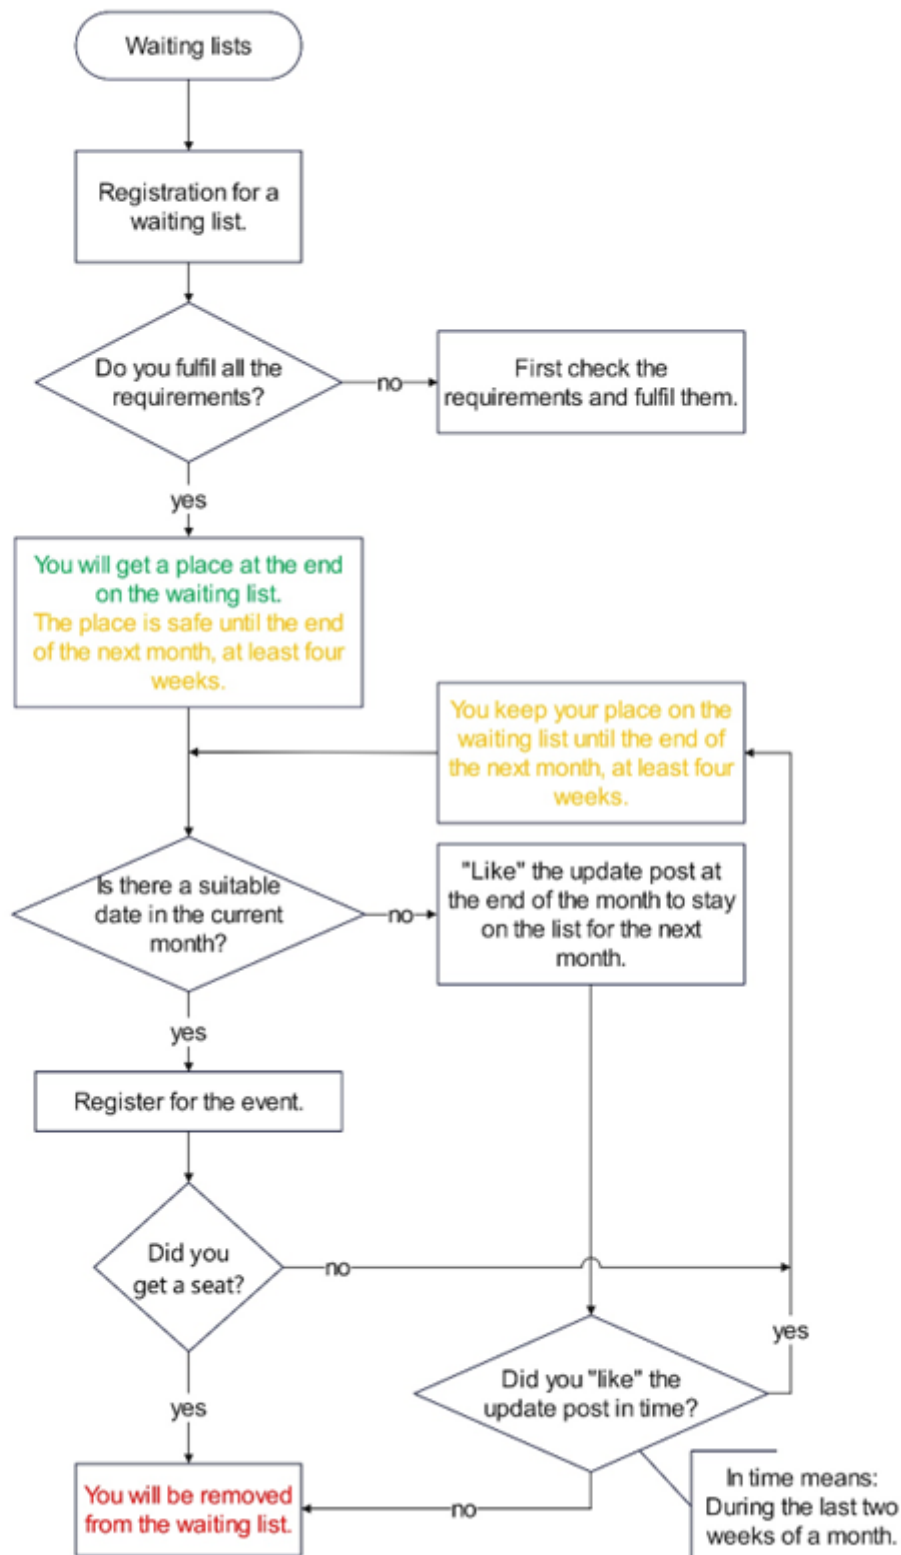 Waiting lists
Registration for a
waiting list.
Do you fulfil all the
requirements?
no
First check the
requirements and fulfil them.
yes
You will get a place at the end
on the waiting list.
The place is safe until the end
of the next month, at least four
weeks.
You keep your place on the
waiting list until the end of
the next month, at least four
weeks.
Is there a suitable
date in the current
month?
no
"Like" the update post at
the end of the month to stay
on the list for the next
month.
yes
Register for the event.
Did you
get a seat?
no
yes
Did you "like" the
update post in time?
yes
You will be removed
from the waiting list.
no
In time means:
During the last two
weeks of a month.